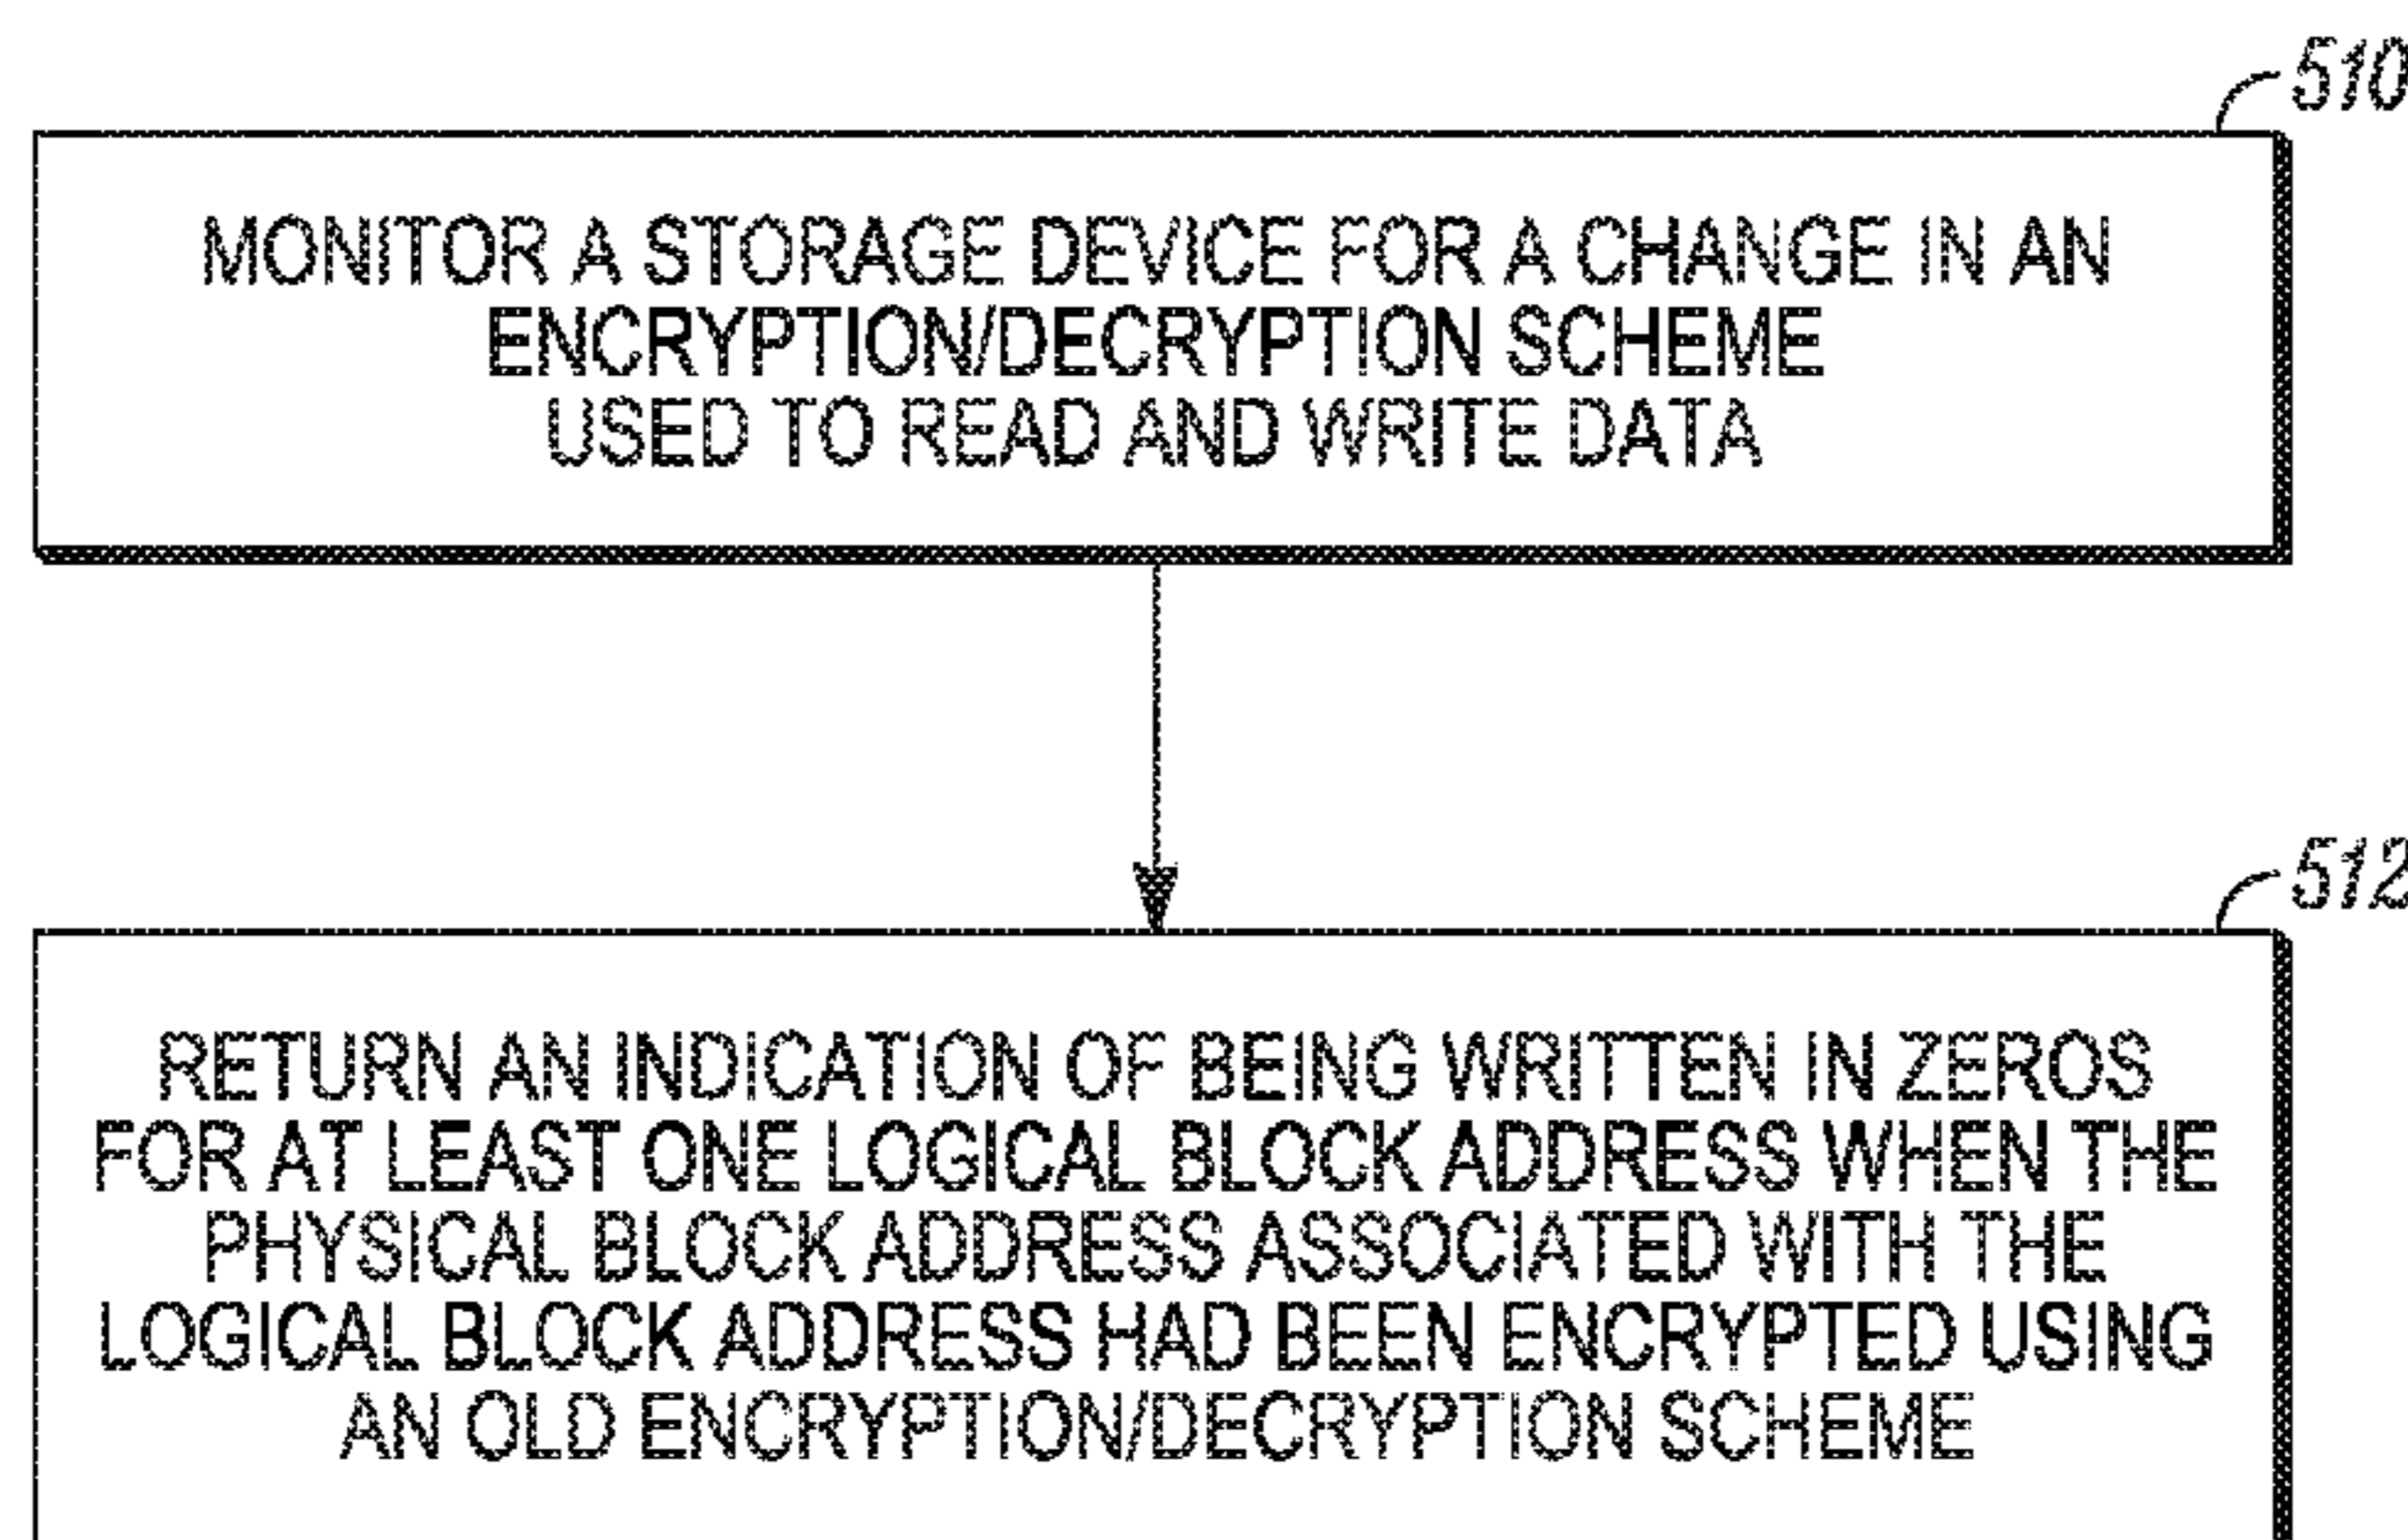 510
MONITOR A STORAGE DEVICE FOR A CHANGE IN AN
ENCRYPTION/DECRYPTION SCHEME
USED TO READ AND WRITE DATA
512
RETURN AN INDICATION OF BEING WRITTEN IN ZEROS
FOR AT LEAST ONE LOGICAL BLOCK ADDRESS WHEN THE
PHYSICAL BLOCK ADDRESS ASSOCIATED WITH THE
LOGICAL BLOCK ADDRESS HAD BEEN ENCRYPTED USING
AN OLD ENCRYPTION/DECRYPTION SCHEME